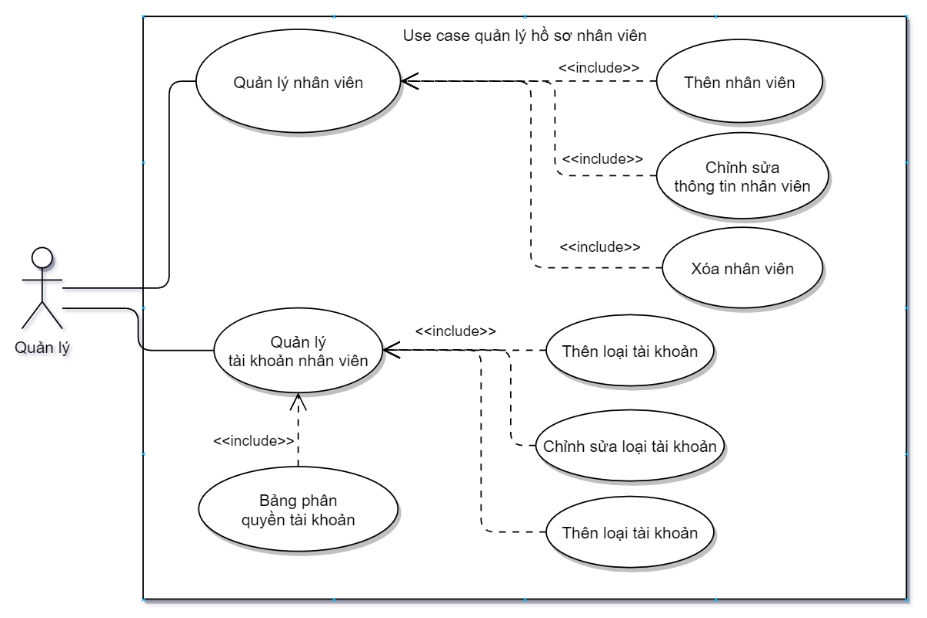 Use case quản lý hồ sơ nhân viên
Quản lý nhân viên
<<include>>
Thên nhân viên
<<include>>
Chỉnh sửa
thông tin nhân viên
<<include>>
Xóa nhân viên
Quản lý
Quản lý
tài khoản nhân viên
<<include>>
Thên loại tài khoản
<<include>>
Chỉnh sửa loại tài khoản
Bảng phân
quyền tài khoản
Thên loại tài khoản